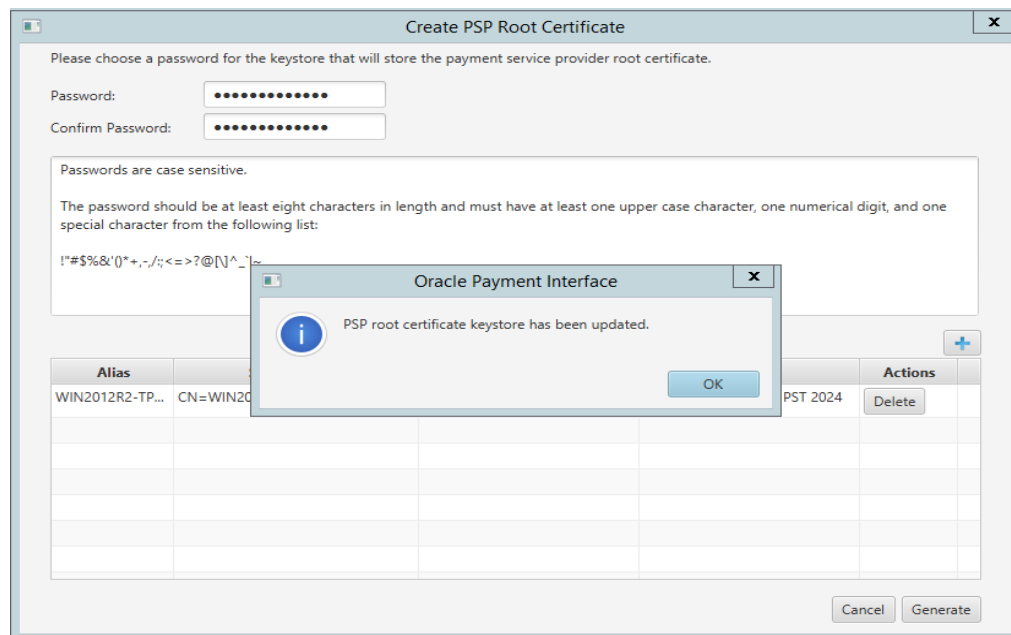 Create PSP Root Certificate
Please choose a password for the keystore that will store the payment service provider root certificate.
Password:
Confirm Password:
Passwords are case sensitive.
The password should be at least eight characters in length and must have at least one upper case character, one numerical digit, and one
special character from the following list:
!"#$%&'()*+,-./:;<=>?@[\]^_`|~
Oracle Payment Interface
PSP root certificate keystore has been updated.
OK
Alias Actions
WIN2012R2-TP... CN=WIN20 PST 2024 Delete
Cancel Generate